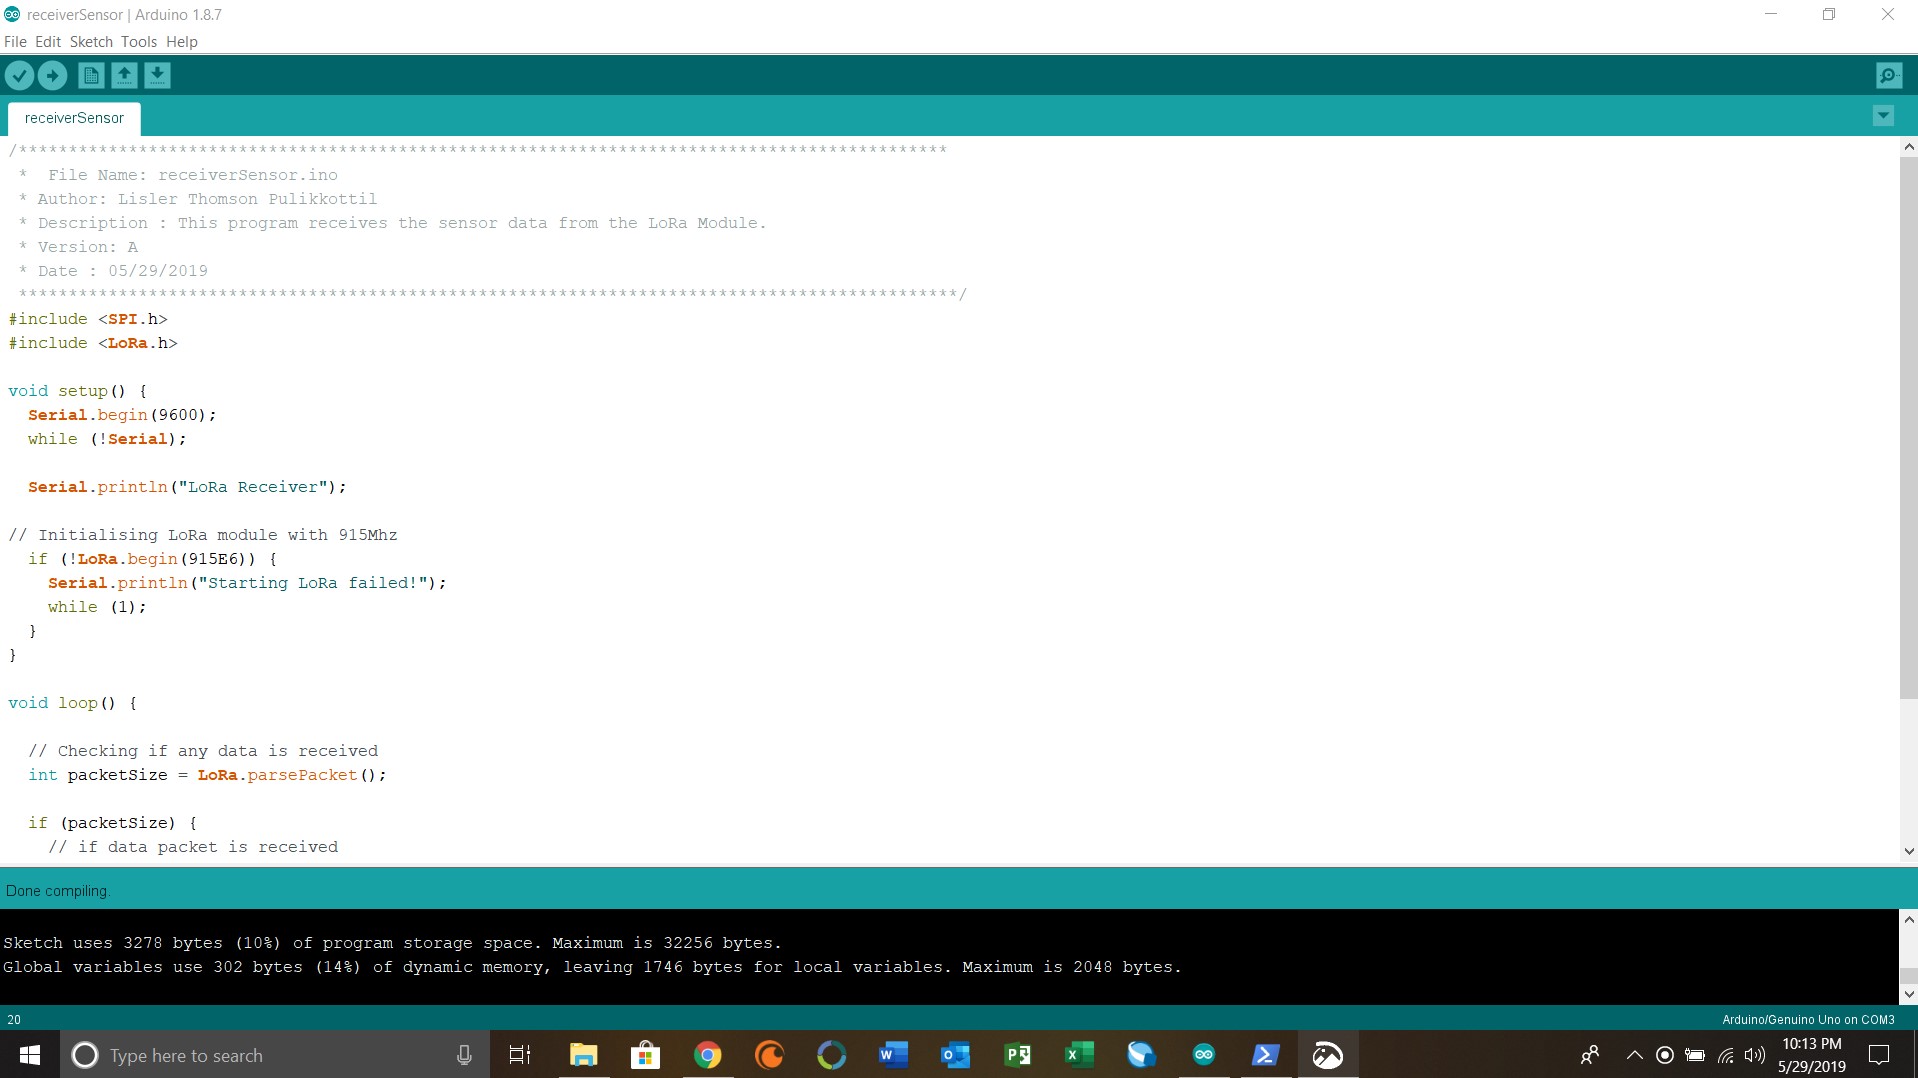 receiverSensor | Arduino 1.8.7
File Edit Sketch Tools Help
receiverSensor
/*********************************************************************************************
 *  File Name: receiverSensor.ino
 * Author: Lisler Thomson Pulikkottil
 * Description : This program receives the sensor data from the LoRa Module.
 * Version: A
 * Date : 05/29/2019
 **********************************************************************************************/
#include <SPI.h>
#include <LoRa.h>
void setup() {
  Serial.begin(9600);
  while (!Serial);
  Serial.println("LoRa Receiver");
// Initialising LoRa module with 915Mhz
  if (!LoRa.begin(915E6)) {
    Serial.println("Starting LoRa failed!");
    while (1);
  }
}
void loop() {
  // Checking if any data is received
  int packetSize = LoRa.parsePacket();
  if (packetSize) {
    // if data packet is received
Done compiling.
Sketch uses 3278 bytes (10%) of program storage space. Maximum is 32256 bytes.
Global variables use 302 bytes (14%) of dynamic memory, leaving 1746 bytes for local variables. Maximum is 2048 bytes.
20
Arduino/Genuino Uno on COM3
Type here to search
10:13 PM
5/29/2019